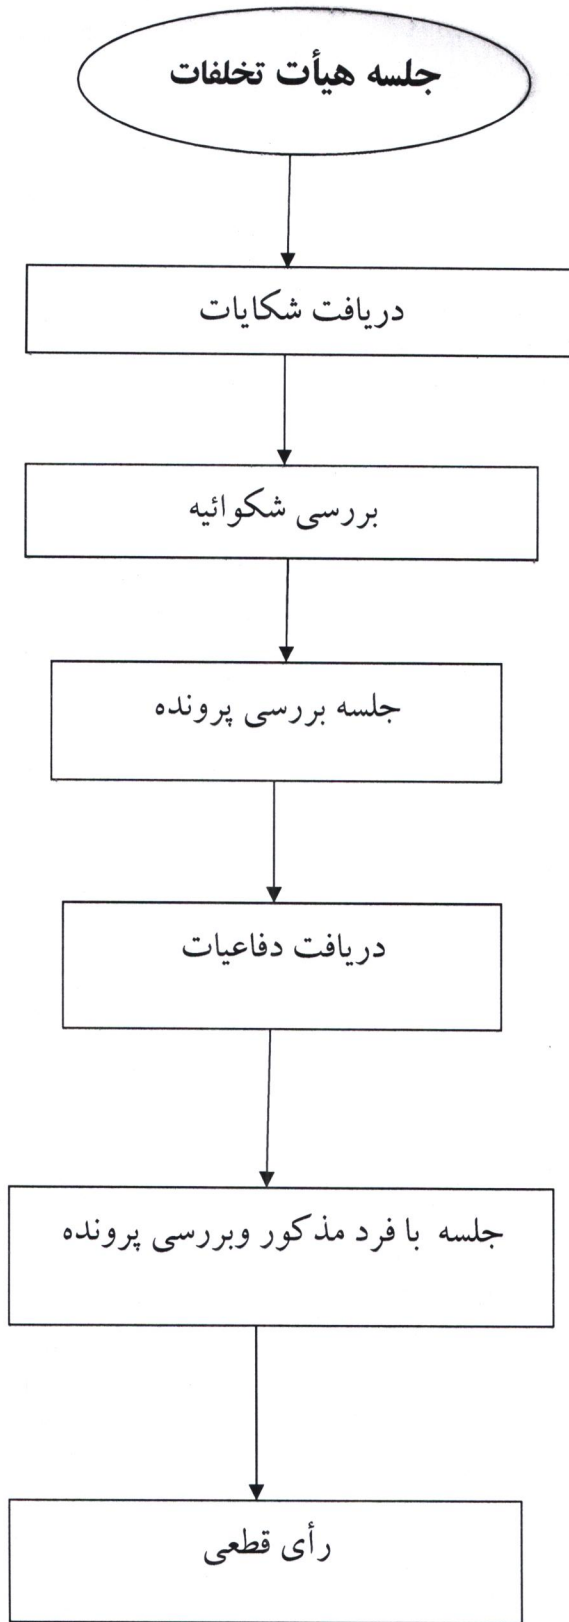 جلسه هیأت تخلفات
دریافت شکایات
بررسی شکوائیه
جلسه بررسی پرونده
دریافت دفاعیات
جلسه با فرد مذکور وبررسی پرونده
رأی قطعی